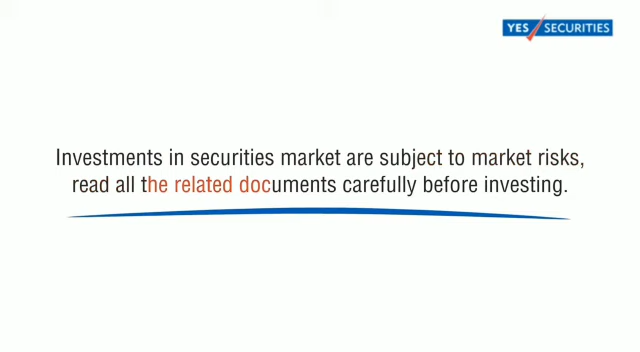 YES SECURITIES
Investments in securities market are subject to market risks,
read all the related documents carefully before investing.